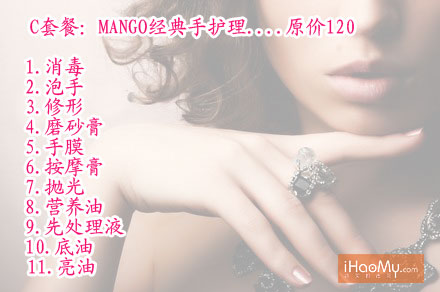 C套餐: MANGO经典手护理....原价120
1.消毒
2.泡手
3.修形
4.磨砂膏
5.手膜
6.按摩膏
7.抛光
8.营养油
9.先处理液
10.底油
11.亮油
iHaoMy.com